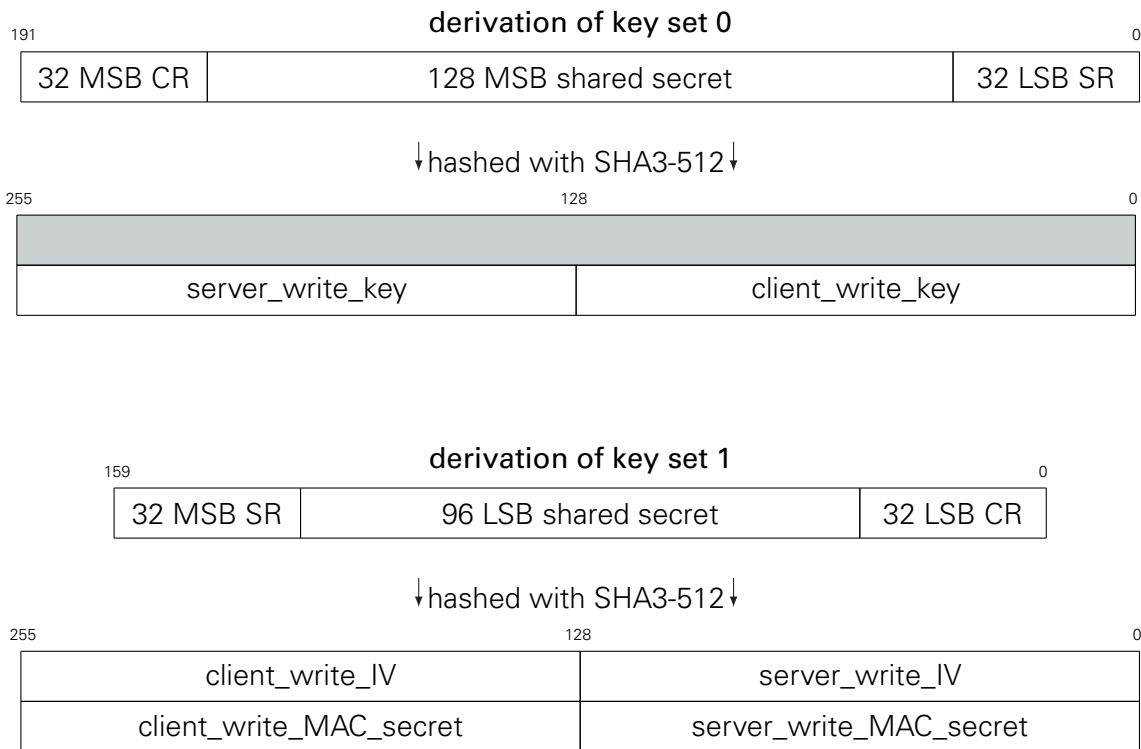 derivation of key set 0
191 0
32 MSB CR 128 MSB shared secret 32 LSB SR
↓hashed with SHA3-512↓
255 128 0
server_write_key client_write_key
derivation of key set 1
159 0
32 MSB SR 96 LSB shared secret 32 LSB CR
↓hashed with SHA3-512↓
255 128 0
client_write_IV server_write_IV
client_write_MAC_secret server_write_MAC_secret